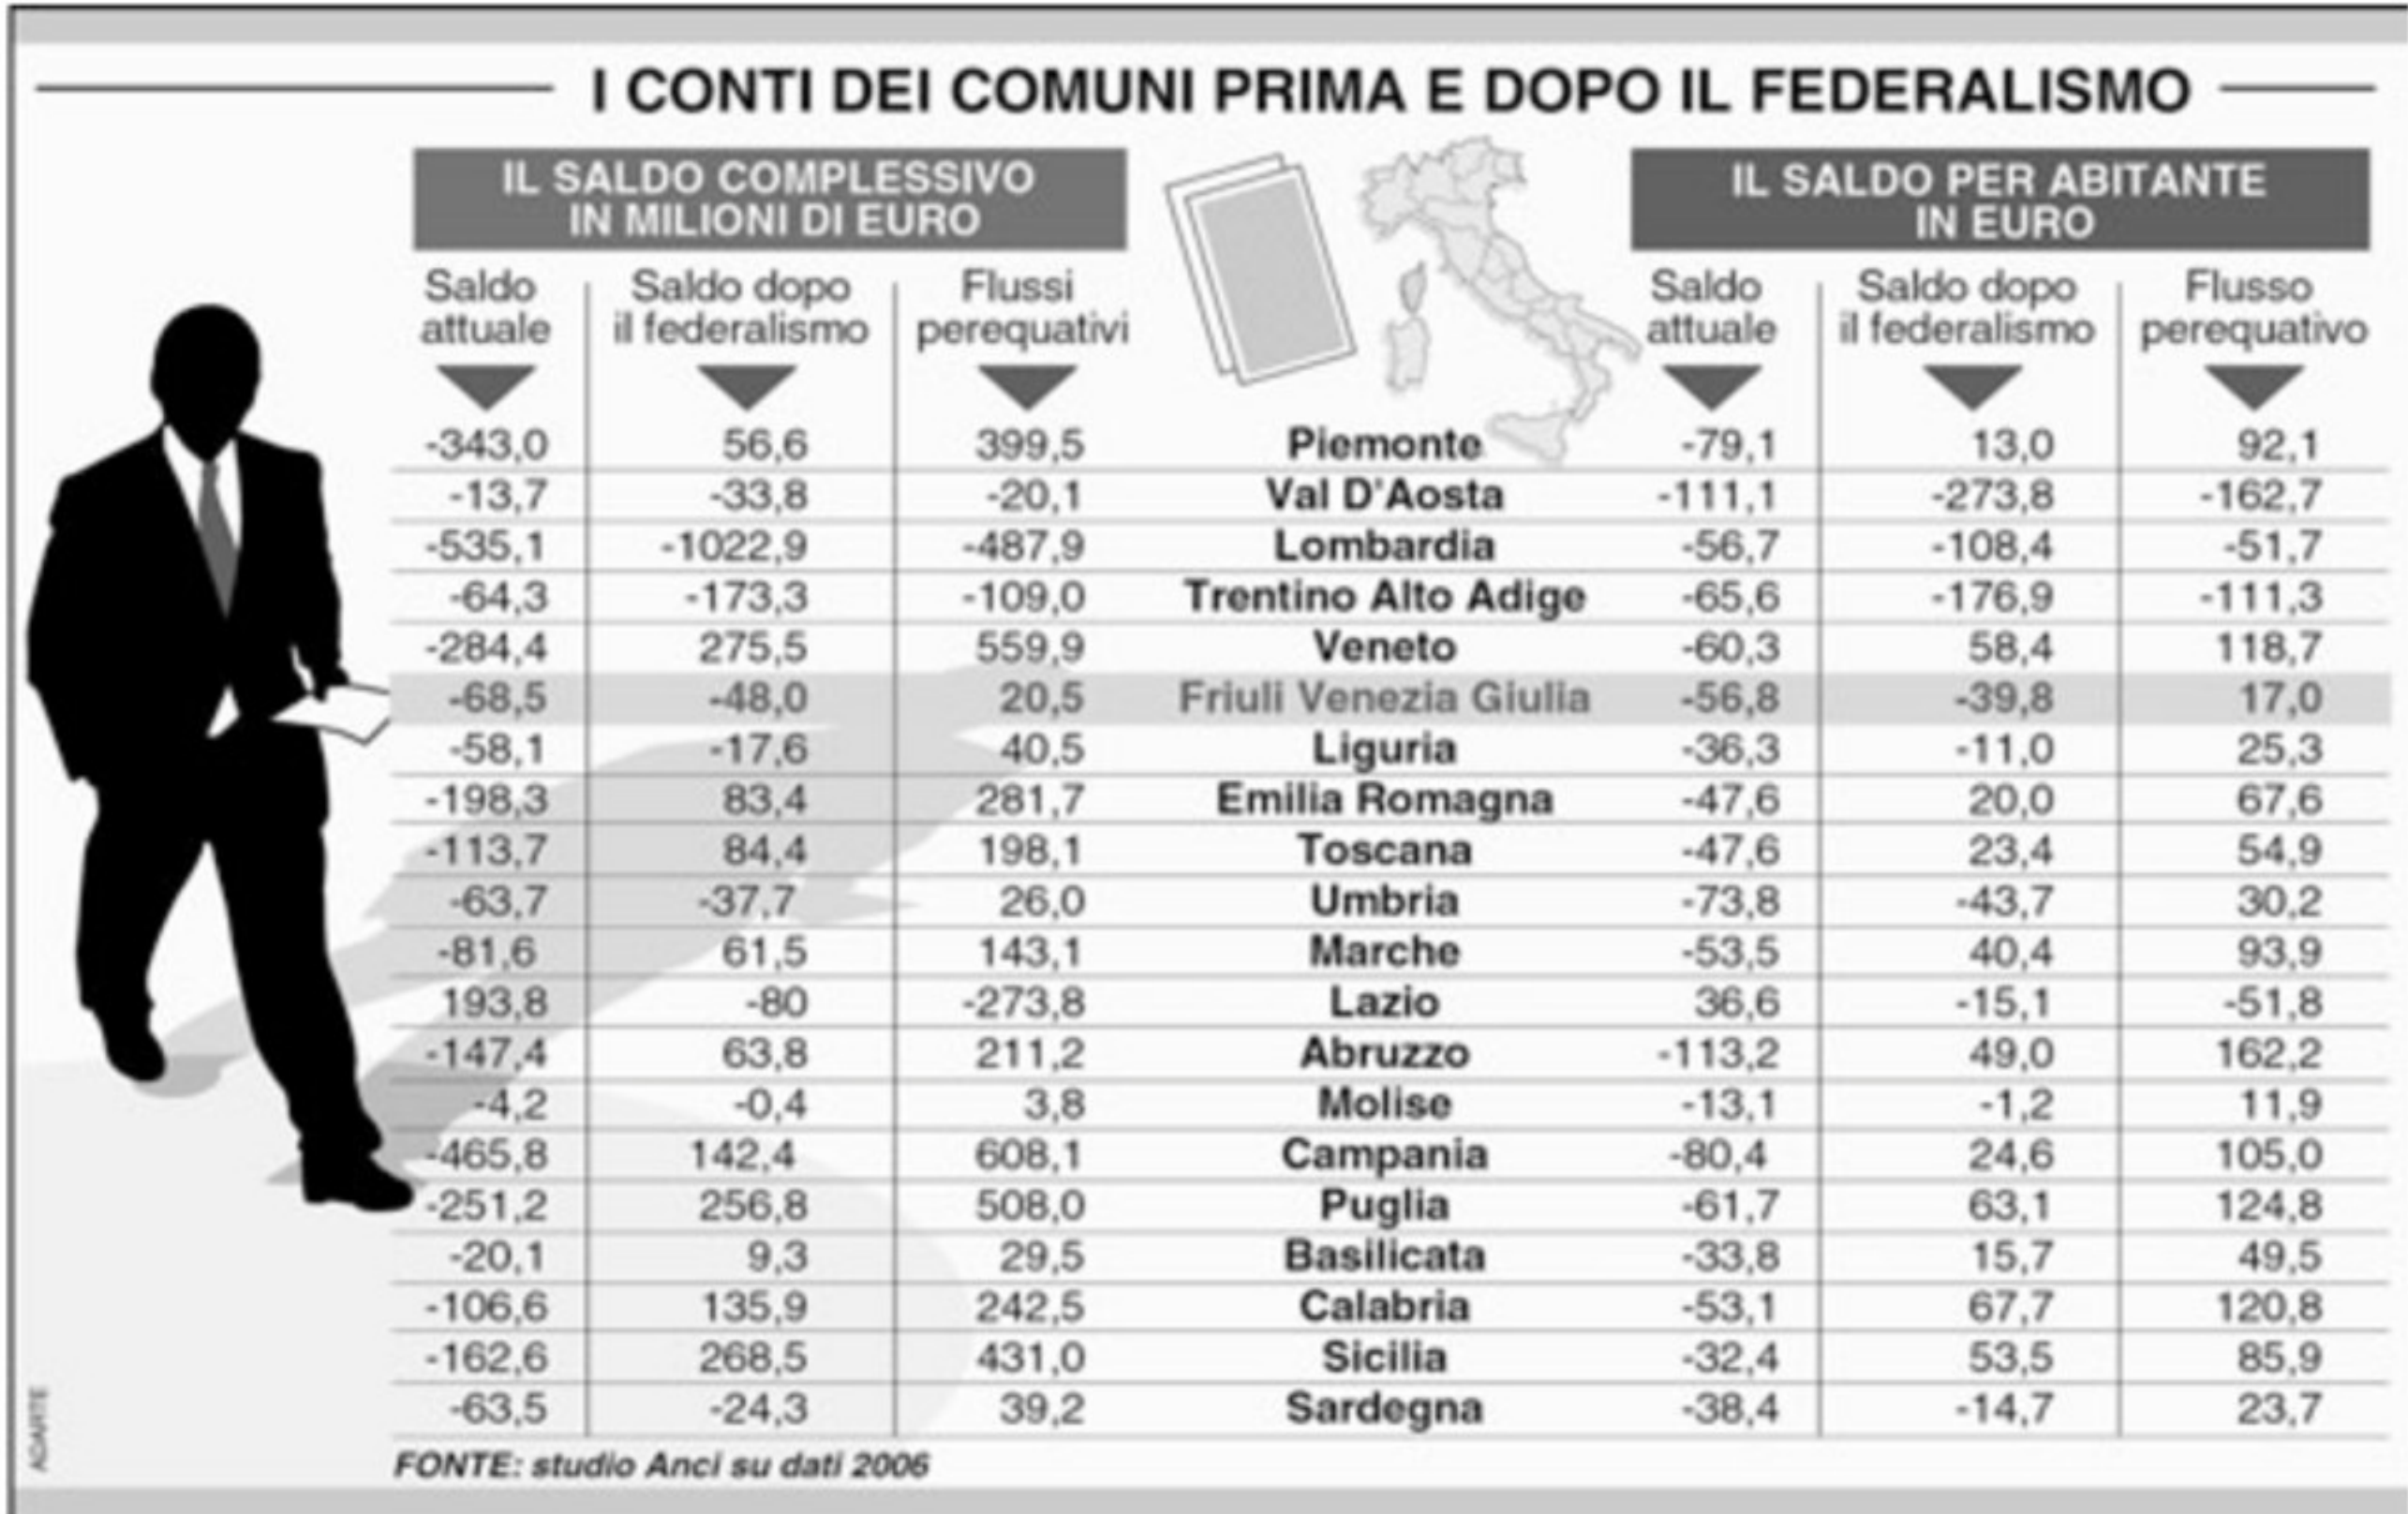 I CONTI DEI COMUNI PRIMA E DOPO IL FEDERALISMO
IL SALDO COMPLESSIVO
IN MILIONI DI EURO
IL SALDO PER ABITANTE
IN EURO
Saldo attuale Saldo dopo il federalismo Flussi perequativi Saldo attuale Saldo dopo il federalismo Flusso perequativo
-343,0 56,6 399,5 Piemonte -79,1 13,0 92,1
-13,7 -33,8 -20,1 Val D'Aosta -111,1 -273,8 -162,7
-535,1 -1022,9 -487,9 Lombardia -56,7 -108,4 -51,7
-64,3 -173,3 -109,0 Trentino Alto Adige -65,6 -176,9 -111,3
-284,4 275,5 559,9 Veneto -60,3 58,4 118,7
-68,5 -48,0 20,5 Friuli Venezia Giulia -56,8 -39,8 17,0
-58,1 -17,6 40,5 Liguria -36,3 -11,0 25,3
-198,3 83,4 281,7 Emilia Romagna -47,6 20,0 67,6
-113,7 84,4 198,1 Toscana -47,6 23,4 54,9
-63,7 -37,7 26,0 Umbria -73,8 -43,7 30,2
-81,6 61,5 143,1 Marche -53,5 40,4 93,9
193,8 -80 -273,8 Lazio 36,6 -15,1 -51,8
-147,4 63,8 211,2 Abruzzo -113,2 49,0 162,2
-4,2 -0,4 3,8 Molise -13,1 -1,2 11,9
-465,8 142,4 608,1 Campania -80,4 24,6 105,0
-251,2 256,8 508,0 Puglia -61,7 63,1 124,8
-20,1 9,3 29,5 Basilicata -33,8 15,7 49,5
-106,6 135,9 242,5 Calabria -53,1 67,7 120,8
-162,6 268,5 431,0 Sicilia -32,4 53,5 85,9
-63,5 -24,3 39,2 Sardegna -38,4 -14,7 23,7
FONTE: studio Anci su dati 2006
ADARTE